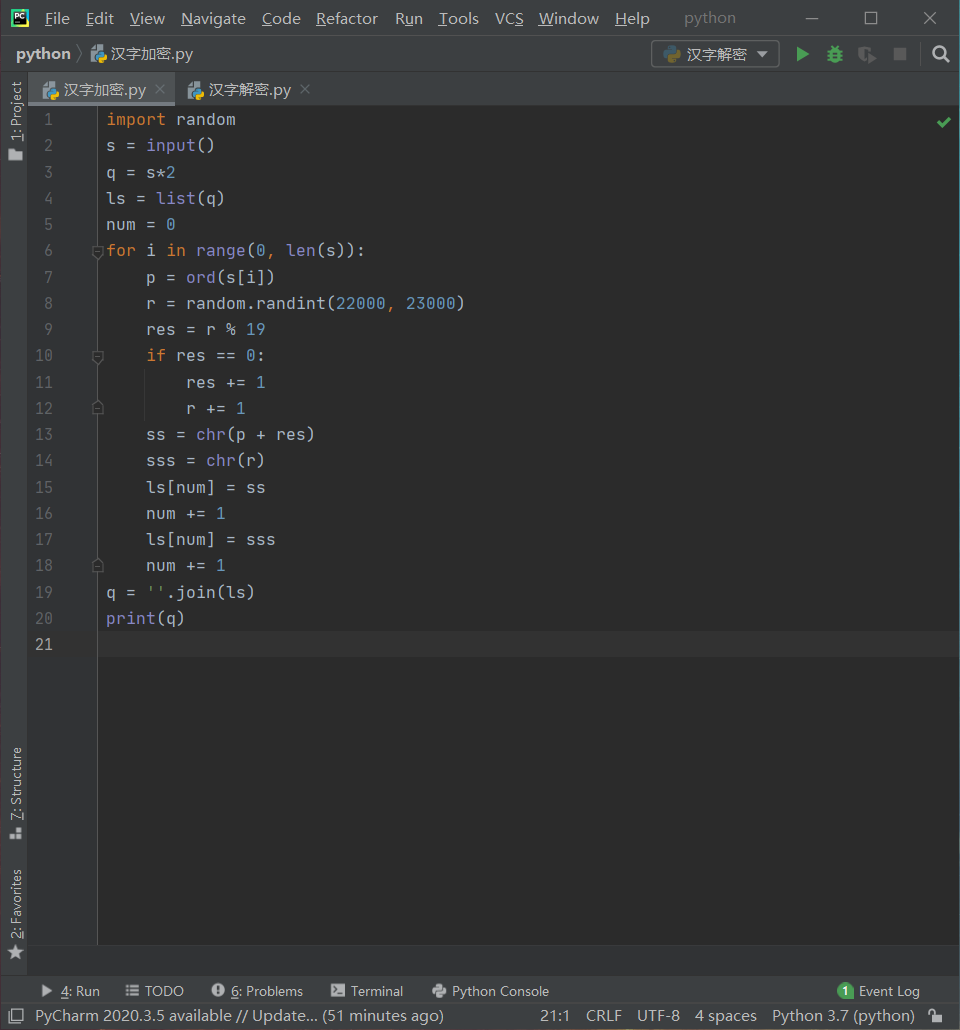 PC File Edit View Navigate Code Refactor Run Tools VCS Window Help python
python 汉字加密.py 汉字解密
汉字加密.py 汉字解密.py
1: Project
1 import random
2 s = input()
3 q = s*2
4 ls = list(q)
5 num = 0
6 for i in range(0, len(s)):
7 p = ord(s[i])
8 r = random.randint(22000, 23000)
9 res = r % 19
10 if res == 0:
11 res += 1
12 r += 1
13 ss = chr(p + res)
14 sss = chr(r)
15 ls[num] = ss
16 num += 1
17 ls[num] = sss
18 num += 1
19 q = ''.join(ls)
20 print(q)
21
7: Structure
2: Favorites
4: Run TODO 6: Problems Terminal Python Console 1 Event Log
PyCharm 2020.3.5 available // Update... (51 minutes ago) 21:1 CRLF UTF-8 4 spaces Python 3.7 (python)